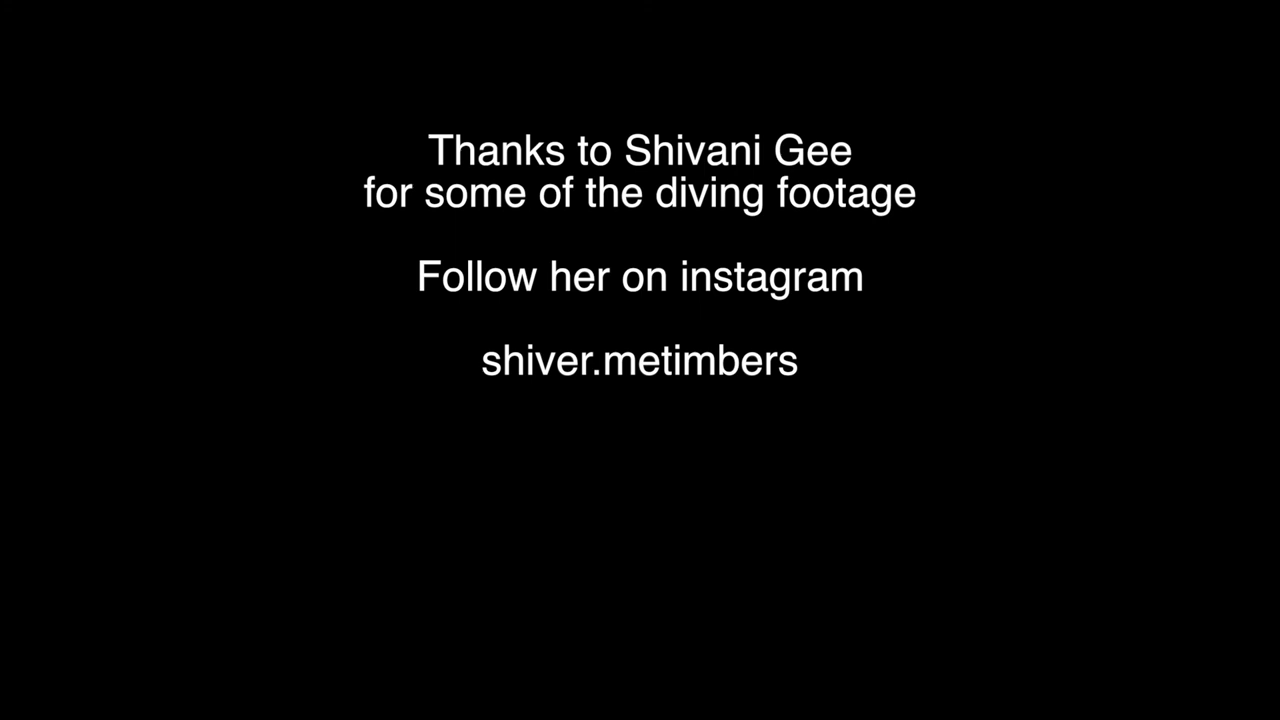 Thanks to Shivani Gee
for some of the diving footage
Follow her on instagram
shiver.metimbers